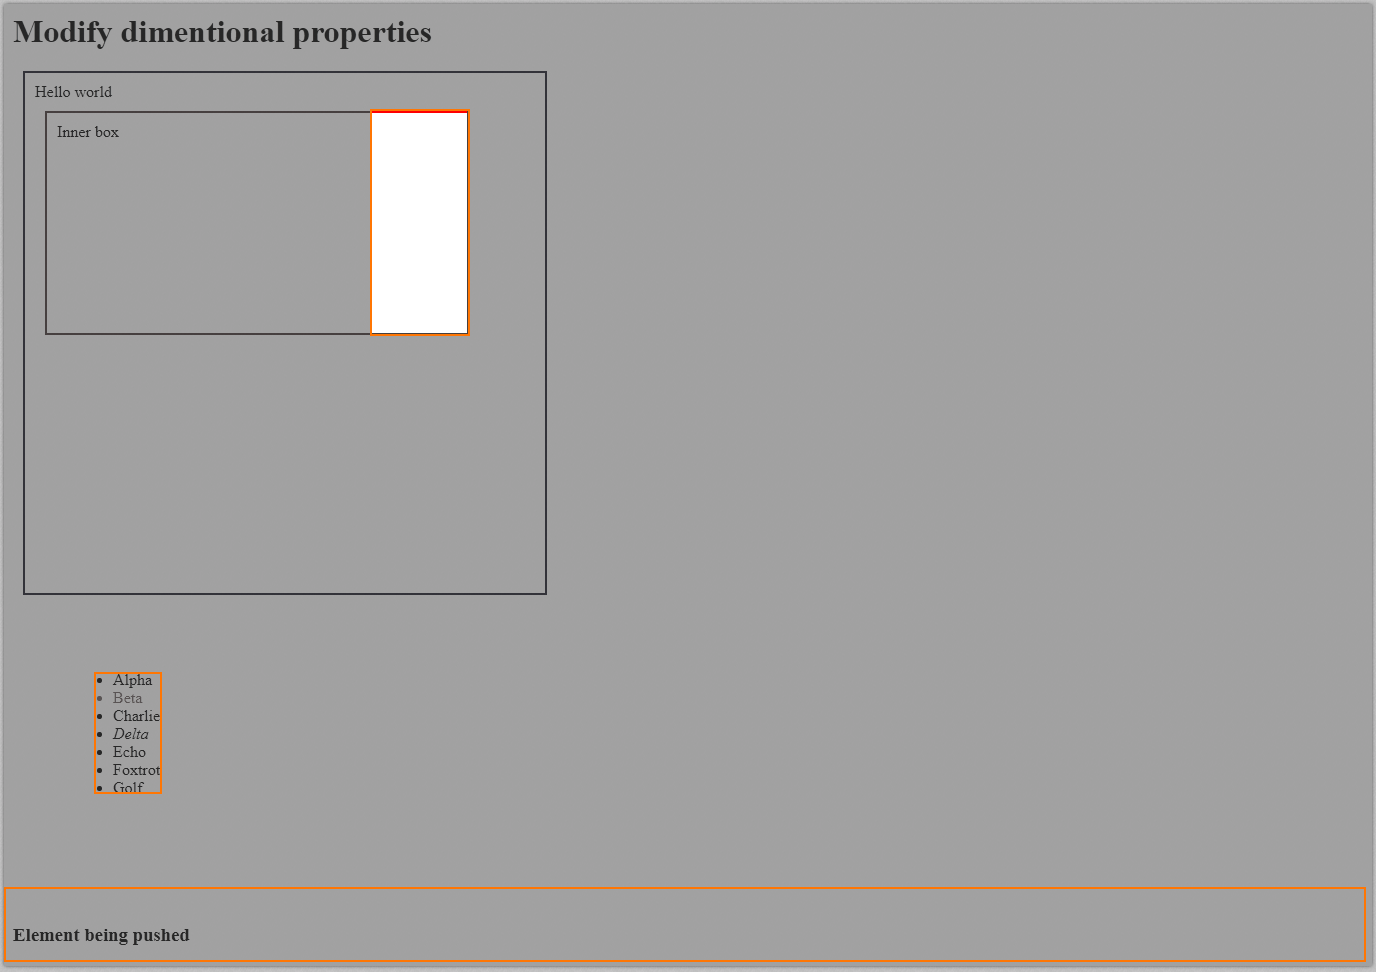 Modify dimentional properties
Hello world
Inner box
Alpha
Beta
Charlie
Delta
Echo
Foxtrot
Golf
Element being pushed